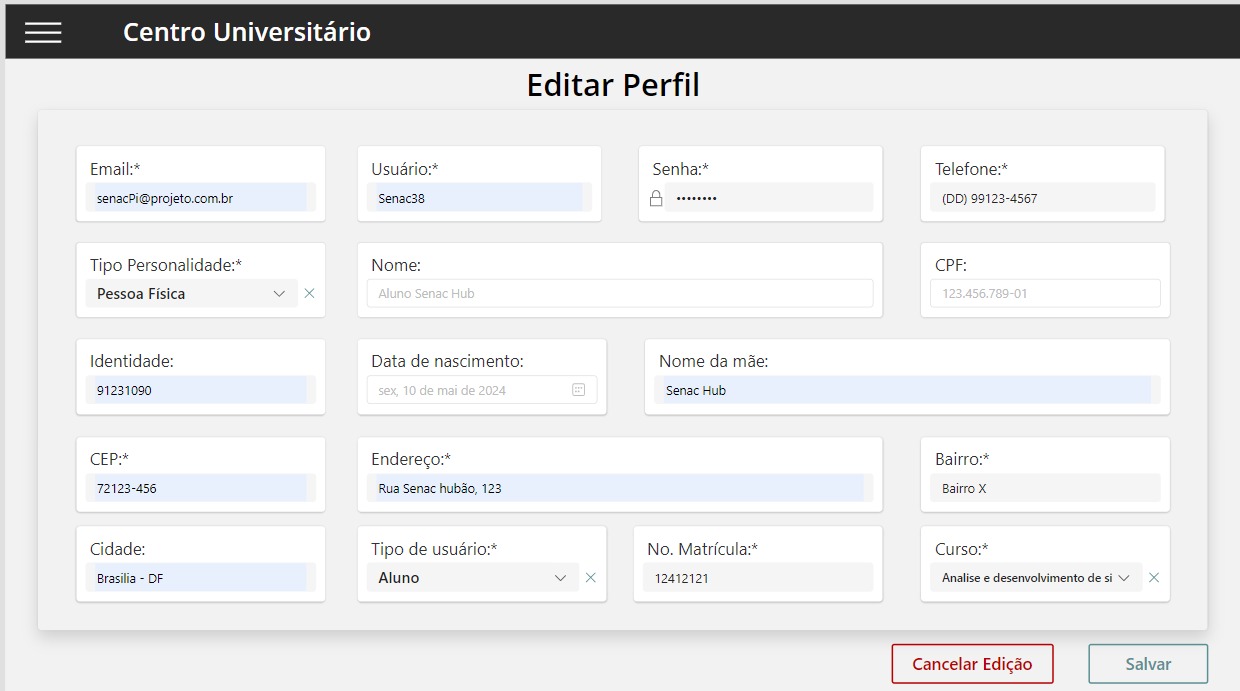 Centro Universitário
Editar Perfil
Email:*
senacPi@projeto.com.br
Usuário:*
Senac38
Senha:*
••••••••
Telefone:*
(DD) 99123-4567
Tipo Personalidade:*
Pessoa Física
Nome:
Aluno Senac Hub
CPF:
123.456.789-01
Identidade:
91231090
Data de nascimento:
sex, 10 de mai de 2024
Nome da mãe:
Senac Hub
CEP:*
72123-456
Endereço:*
Rua Senac hubão, 123
Bairro:*
Bairro X
Cidade:
Brasilia - DF
Tipo de usuário:*
Aluno
No. Matrícula:*
12412121
Curso:*
Analise e desenvolvimento de si
Cancelar Edição
Salvar